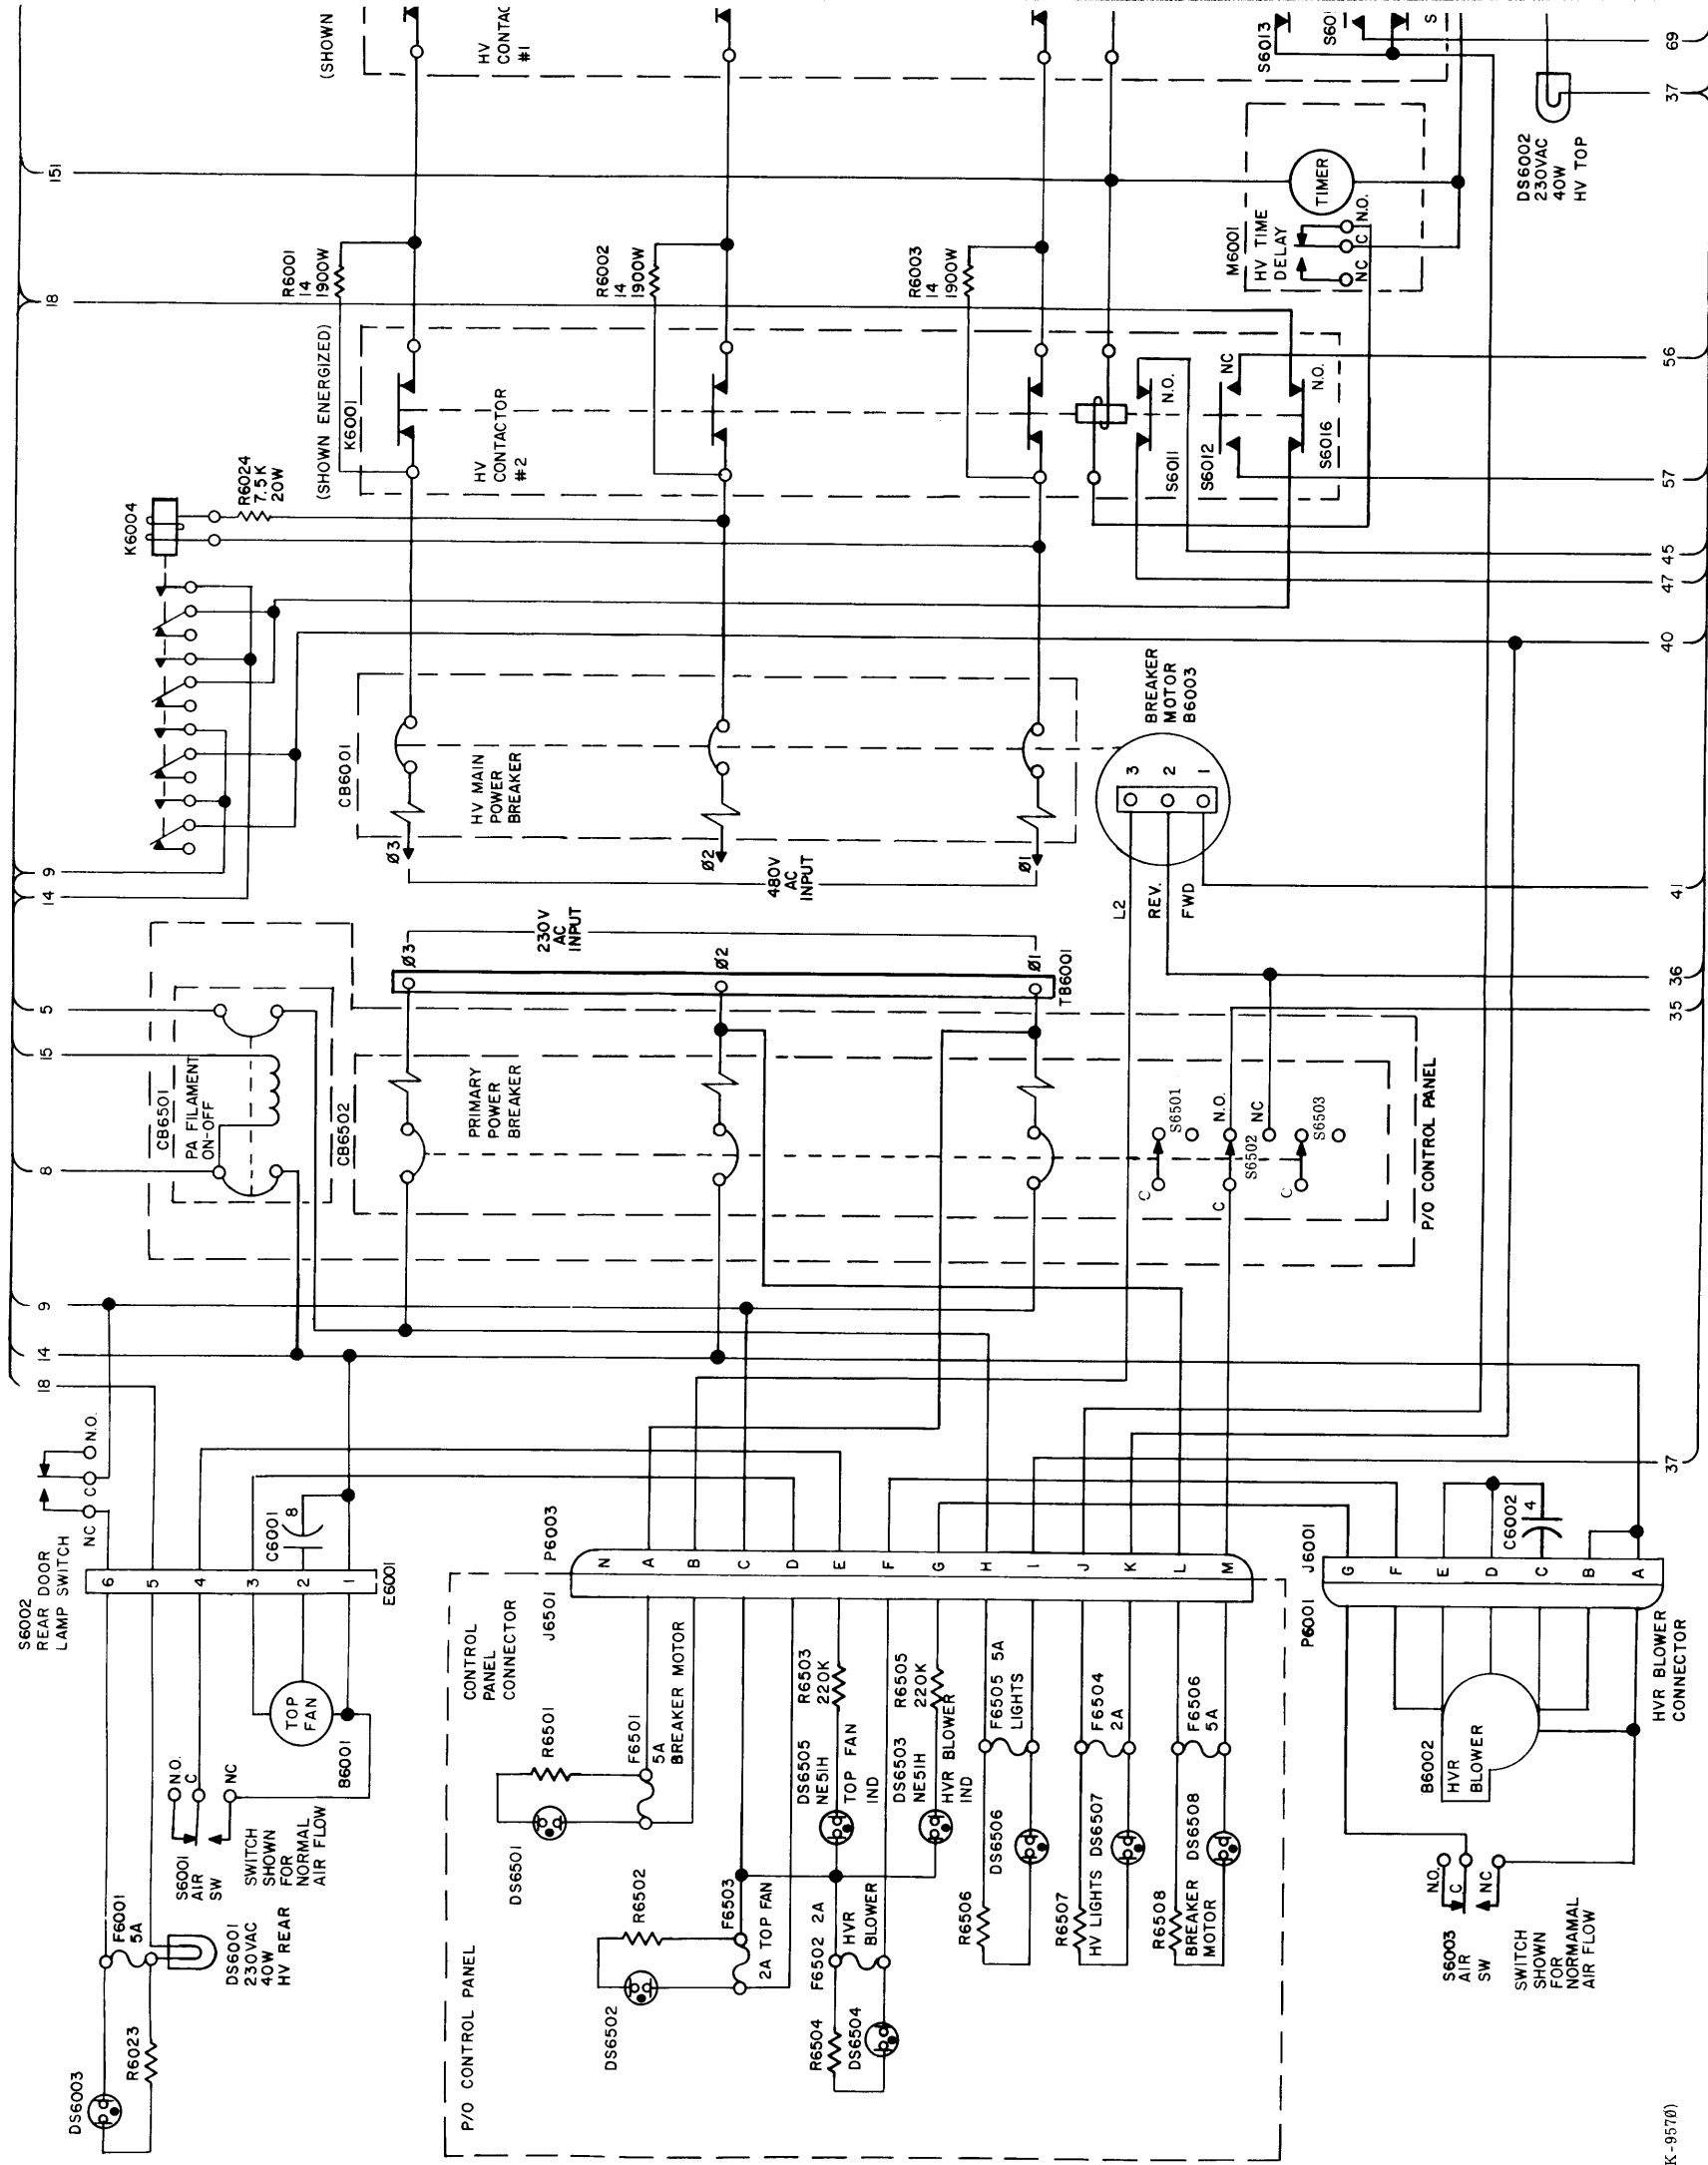 (SHOWN
HV
CONTAC
#1
S6013
S601
S
69
37
DS6002
230VAC
40W
HV TOP
151
TIMER
M6001
HV TIME
DELAY
NC
C
N.O.
18
R6001
14
1900W
R6002
14
1900W
R6003
14
1900W
(SHOWN ENERGIZED)
K6001
HV
CONTACTOR
#2
N.O.
S6011
NC
S6012
N.O.
S6016
56
57
45
47
40
K6004
R6024
7.5K
20W
CB6001
HV MAIN
POWER
BREAKER
Ø3
Ø2
Ø1
480V
AC
INPUT
BREAKER
MOTOR
B6003
3
2
1
L2
REV.
FWD
41
36
35
9
14
5
15
8
230V
AC
INPUT
Ø3
Ø2
Ø1
TB6001
CB6501
PA FILAMENT
ON-OFF
CB6502
PRIMARY
POWER
BREAKER
C
S6501
N.O.
NC
C
S6502
C
S6503
P/O CONTROL PANEL
9
14
18
37
S6002
REAR DOOR
LAMP SWITCH
NC
C
N.O.
C6001
8
6
5
4
3
2
1
E6001
TOP
FAN
B6001
N.O.
C
NC
S6001
AIR
SW
SWITCH
SHOWN
FOR
NORMAL
AIR FLOW
F6001
5A
DS6001
230VAC
40W
HV REAR
R6023
DS6003
P6003
J6501
N
A
B
C
D
E
F
G
H
I
J
K
L
M
CONTROL
PANEL
CONNECTOR
P/O CONTROL PANEL
R6501
DS6501
F6501
5A
BREAKER MOTOR
R6502
DS6502
F6503
2A TOP FAN
R6503
220K
DS6505
NE51H
TOP FAN
IND
R6505
220K
DS6503
NE51H
HVR BLOWER
IND
F6502 2A
HVR
BLOWER
R6504
DS6504
F6505 5A
LIGHTS
DS6506
R6506
F6504
2A
HV LIGHTS DS6507
R6507
F6506
5A
DS6508
R6508
BREAKER
MOTOR
J6001
P6001
G
F
E
D
C
B
A
C6002
4
HVR BLOWER
CONNECTOR
B6002
HVR
BLOWER
N.O.
C
NC
S6003
AIR
SW
SWITCH
SHOWN
FOR
NORMAMAL
AIR FLOW
K-9570)